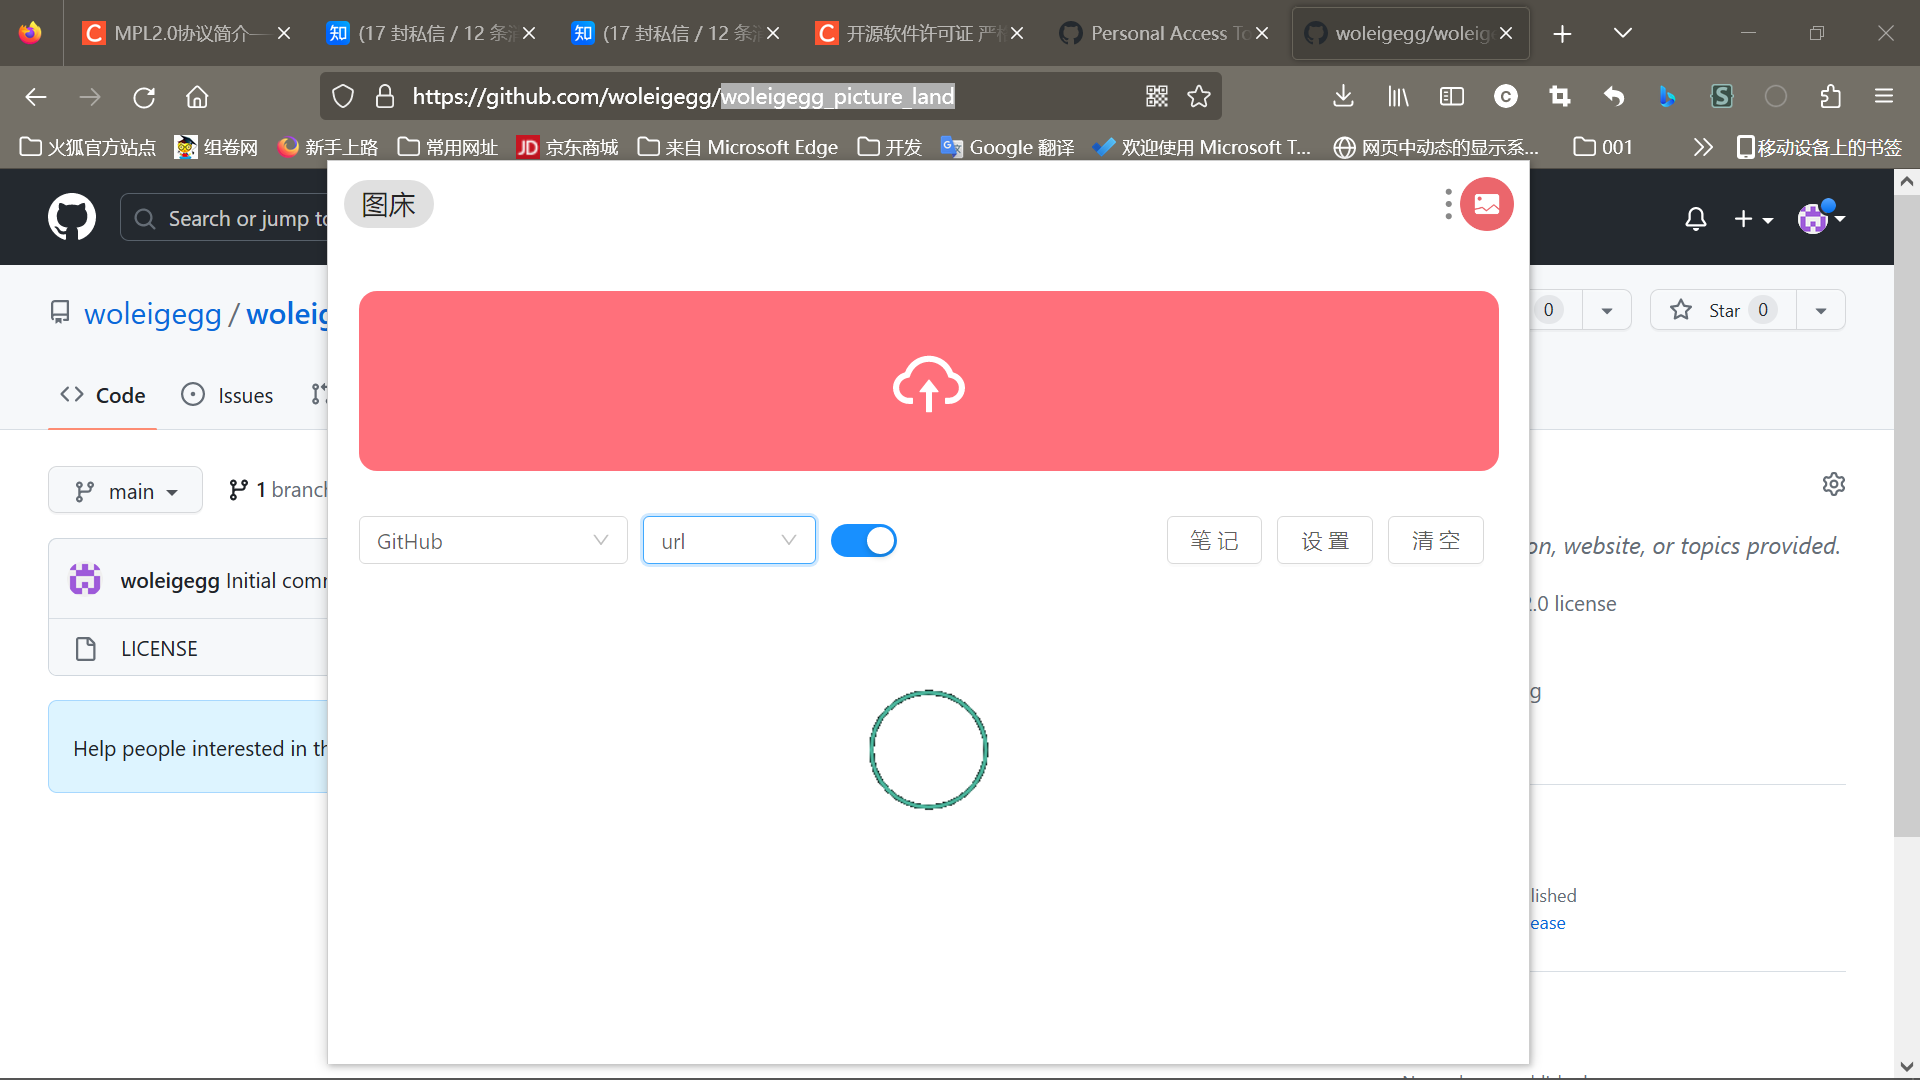 MPL2.0协议简介—
(17 封私信 / 12 条
(17 封私信 / 12 条
开源软件许可证 严
Personal Access To
woleigegg/woleig
https://github.com/woleigegg/woleigegg_picture_land
火狐官方站点
组卷网
新手上路
常用网址
JD 京东商城
来自 Microsoft Edge
开发
Google 翻译
欢迎使用 Microsoft T...
网页中动态的显示系...
001
移动设备上的书签
Search or jump to
图床
woleigegg / woleig
0
Star 0
Code
Issues
main
1 branch
GitHub
url
笔 记
设 置
清 空
on, website, or topics provided.
woleigegg Initial comm
.0 license
LICENSE
g
Help people interested in th
lished
ease